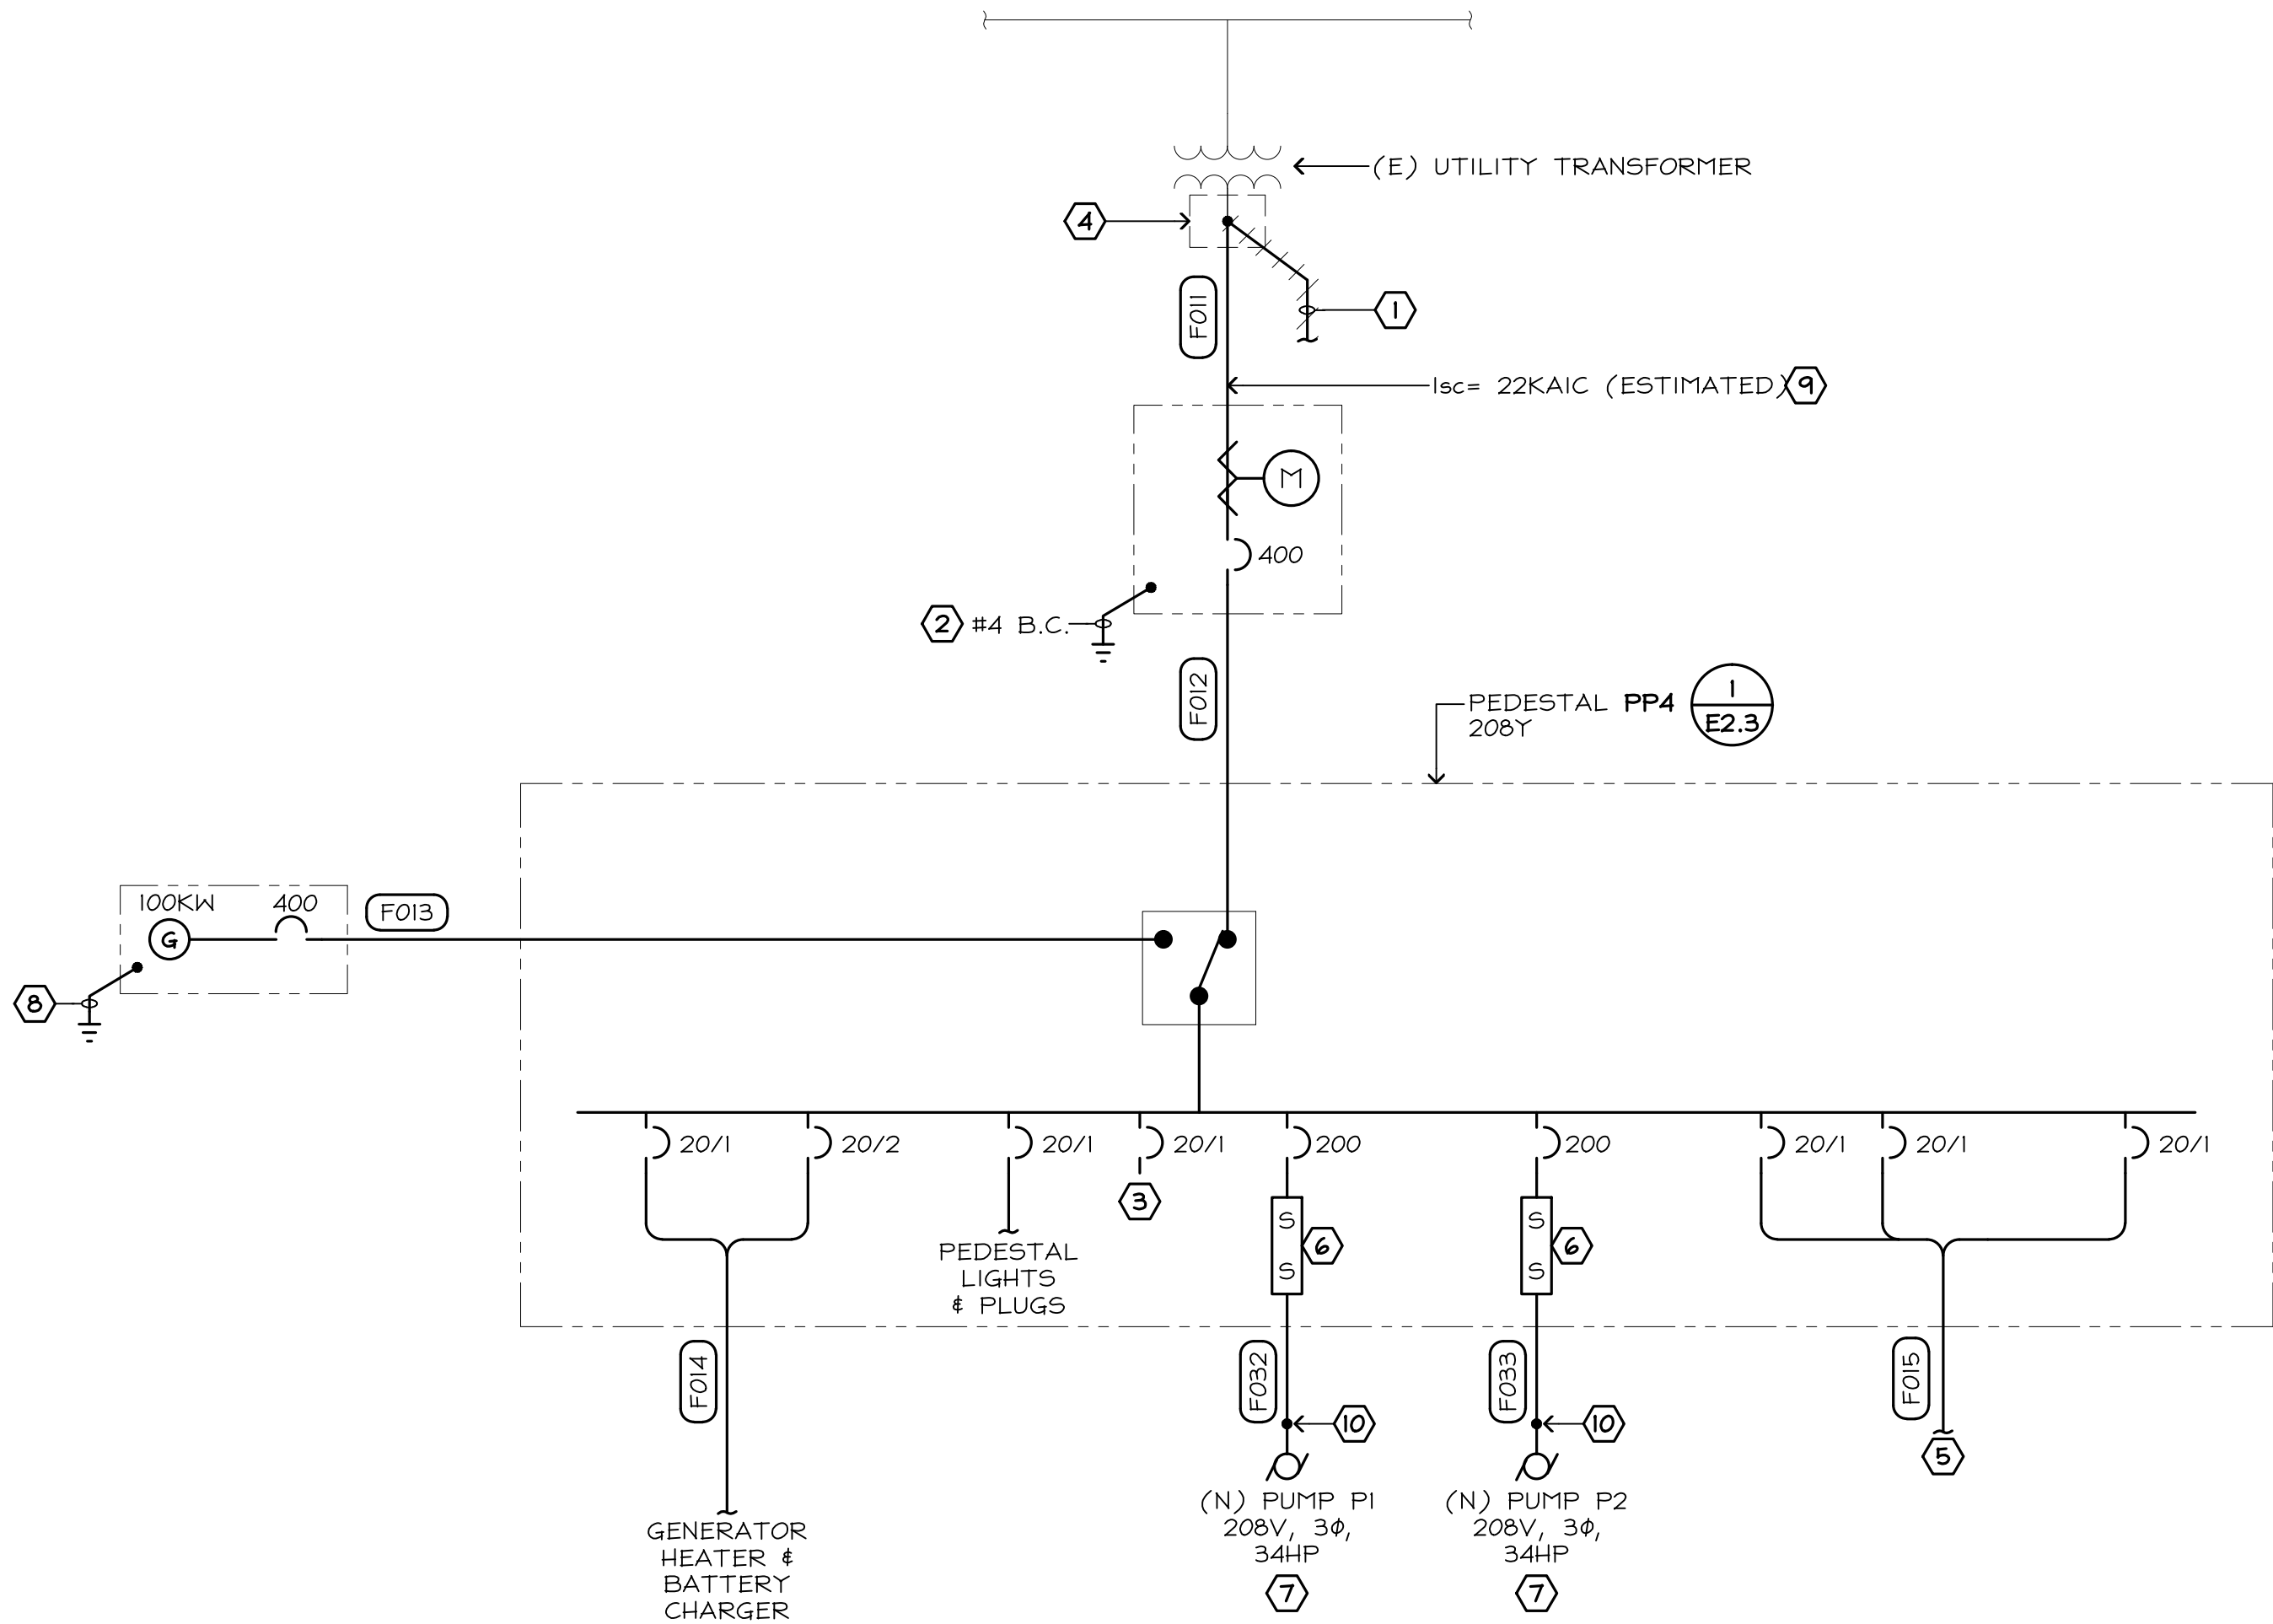 (E) UTILITY TRANSFORMER
4
F011
1
Isc= 22KAIC (ESTIMATED) 9
M
400
2 #4 B.C.
F012
PEDESTAL PP4
208Y
1
E2.3
100KW 400
F013
G
8
20/1 20/2 20/1 20/1 200 200 20/1 20/1 20/1
3
S
S
6
S
S
6
PEDESTAL
LIGHTS
& PLUGS
F014
F032
F033
F015
10
10
5
(N) PUMP P1
208V, 3Φ,
34HP
7
(N) PUMP P2
208V, 3Φ,
34HP
7
GENERATOR
HEATER &
BATTERY
CHARGER